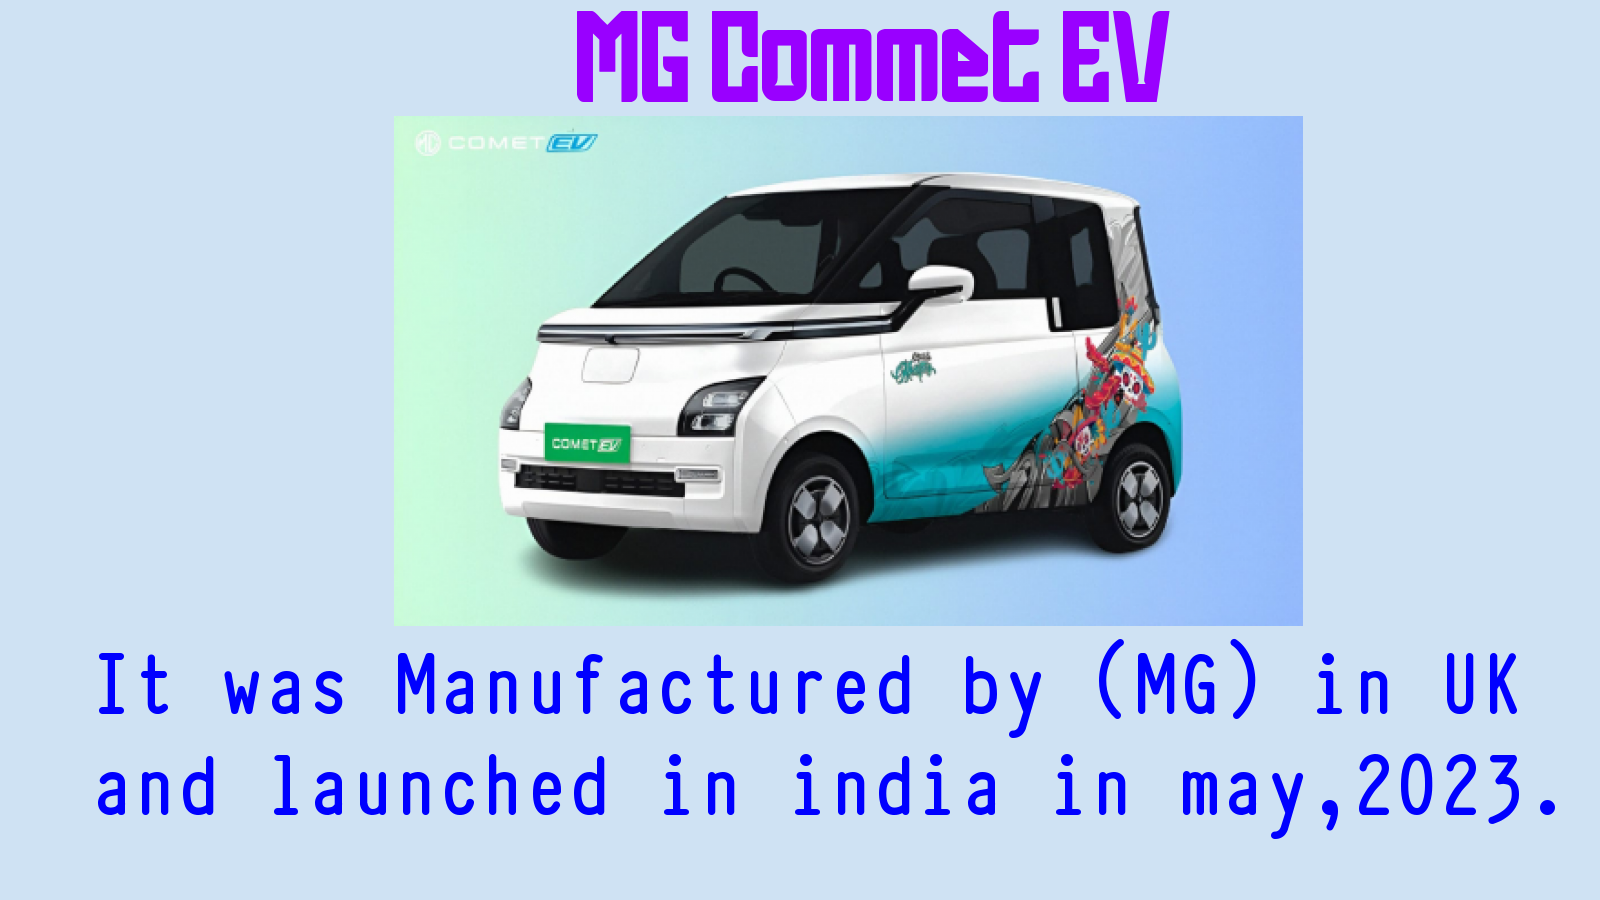 MG Commet EV
MG COMET EV
COMET EV
It was Manufactured by (MG) in UK
and launched in india in may,2023.